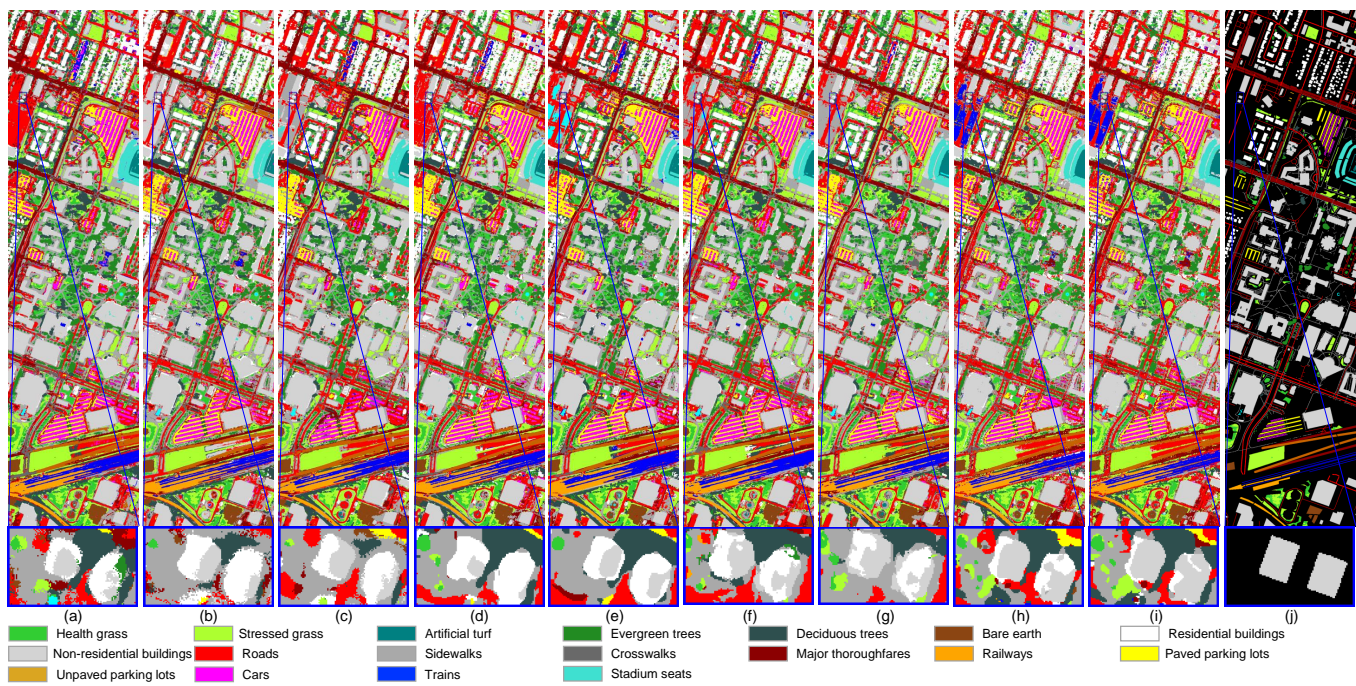 (a) (b) (c) (d) (e) (f) (g) (h) (i) (j)
Health grass Stressed grass Artificial turf Evergreen trees Deciduous trees Bare earth Residential buildings
Non-residential buildings Roads Sidewalks Crosswalks Major thoroughfares Railways Paved parking lots
Unpaved parking lots Cars Trains Stadium seats